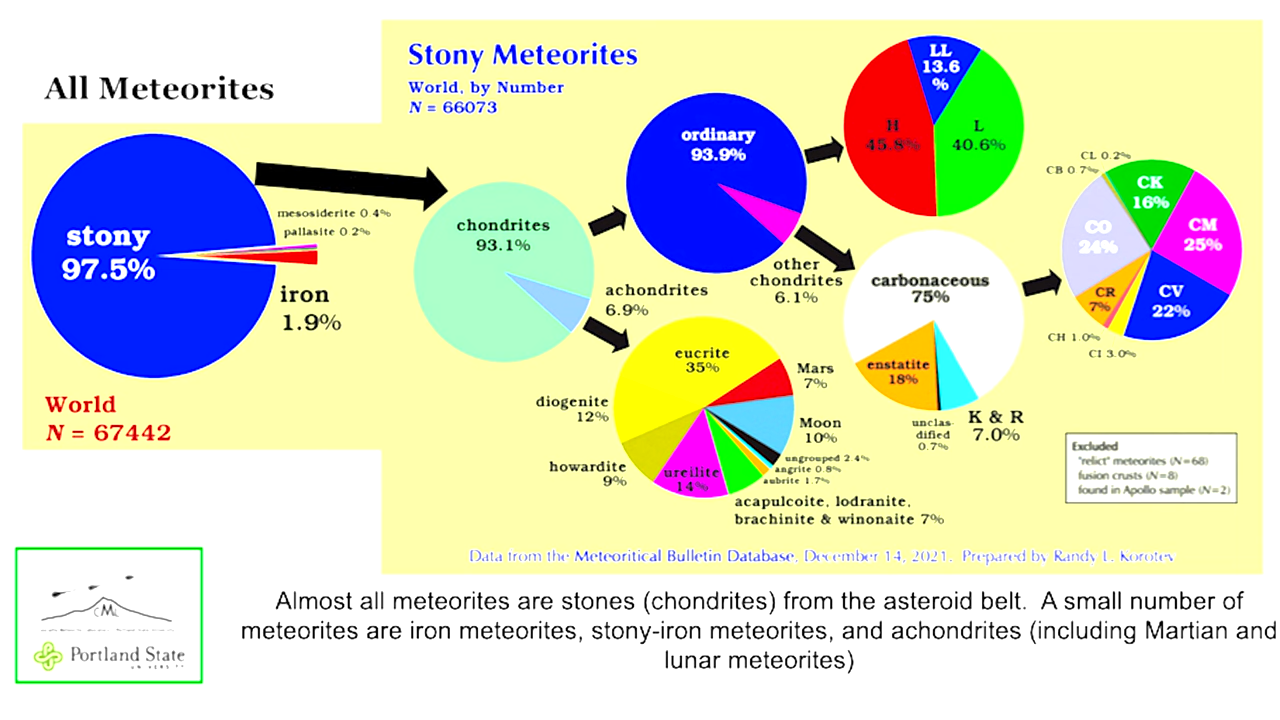 All Meteorites
stony
97.5%
mesosiderite 0.4%
pallasite 0.2%
iron
1.9%
World
N = 67442
Stony Meteorites
World, by Number
N = 66073
chondrites
93.1%
achondrites
6.9%
ordinary
93.9%
other
chondrites
6.1%
LL
13.6
%
H
45.8%
L
40.6%
carbonaceous
75%
enstatite
18%
unclas-
dified
0.7%
K & R
7.0%
CL 0.2%
CB 0.7%
CK
16%
CM
25%
CO
24%
CV
22%
CR
7%
CH 1.0%
CI 3.0%
eucrite
35%
Mars
7%
diogenite
12%
Moon
10%
howardite
9%
ureilite
14%
ungrouped 2.4%
angrite 0.8%
aubrite 1.7%
acapulcoite, lodranite,
brachinite & winonaite 7%
Excluded
"relict" meteorites (N=68)
fusion crusts (N=8)
found in Apollo sample (N=2)
Data from the Meteoritical Bulletin Database, December 14, 2021. Prepared by Randy L. Korotev
CML
Portland State
UNIVERSITY
Almost all meteorites are stones (chondrites) from the asteroid belt. A small number of
meteorites are iron meteorites, stony-iron meteorites, and achondrites (including Martian and
lunar meteorites)